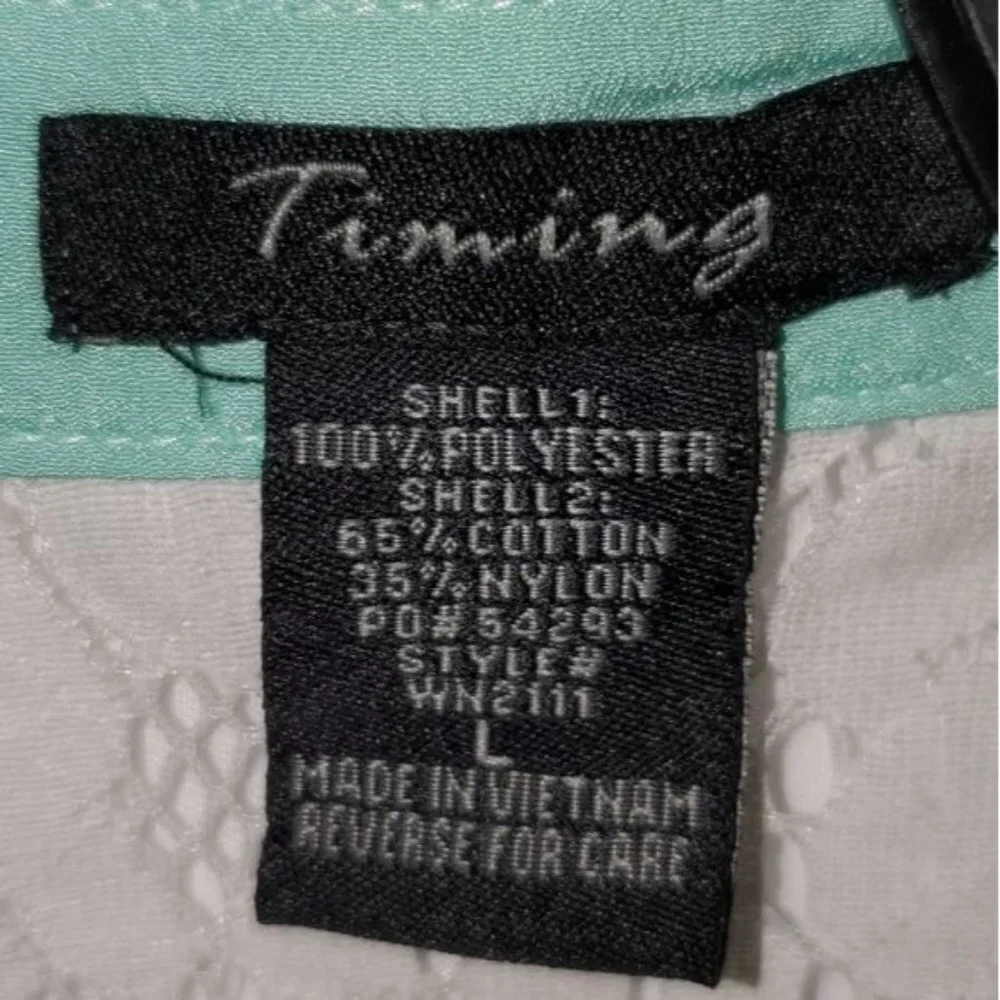 Timing
SHELL1:
100% POLYESTER
SHELL2:
65% COTTON
35% NYLON
PO# 54293
STYLE#
WN2111
L
MADE IN VIETNAM
REVERSE FOR CARE